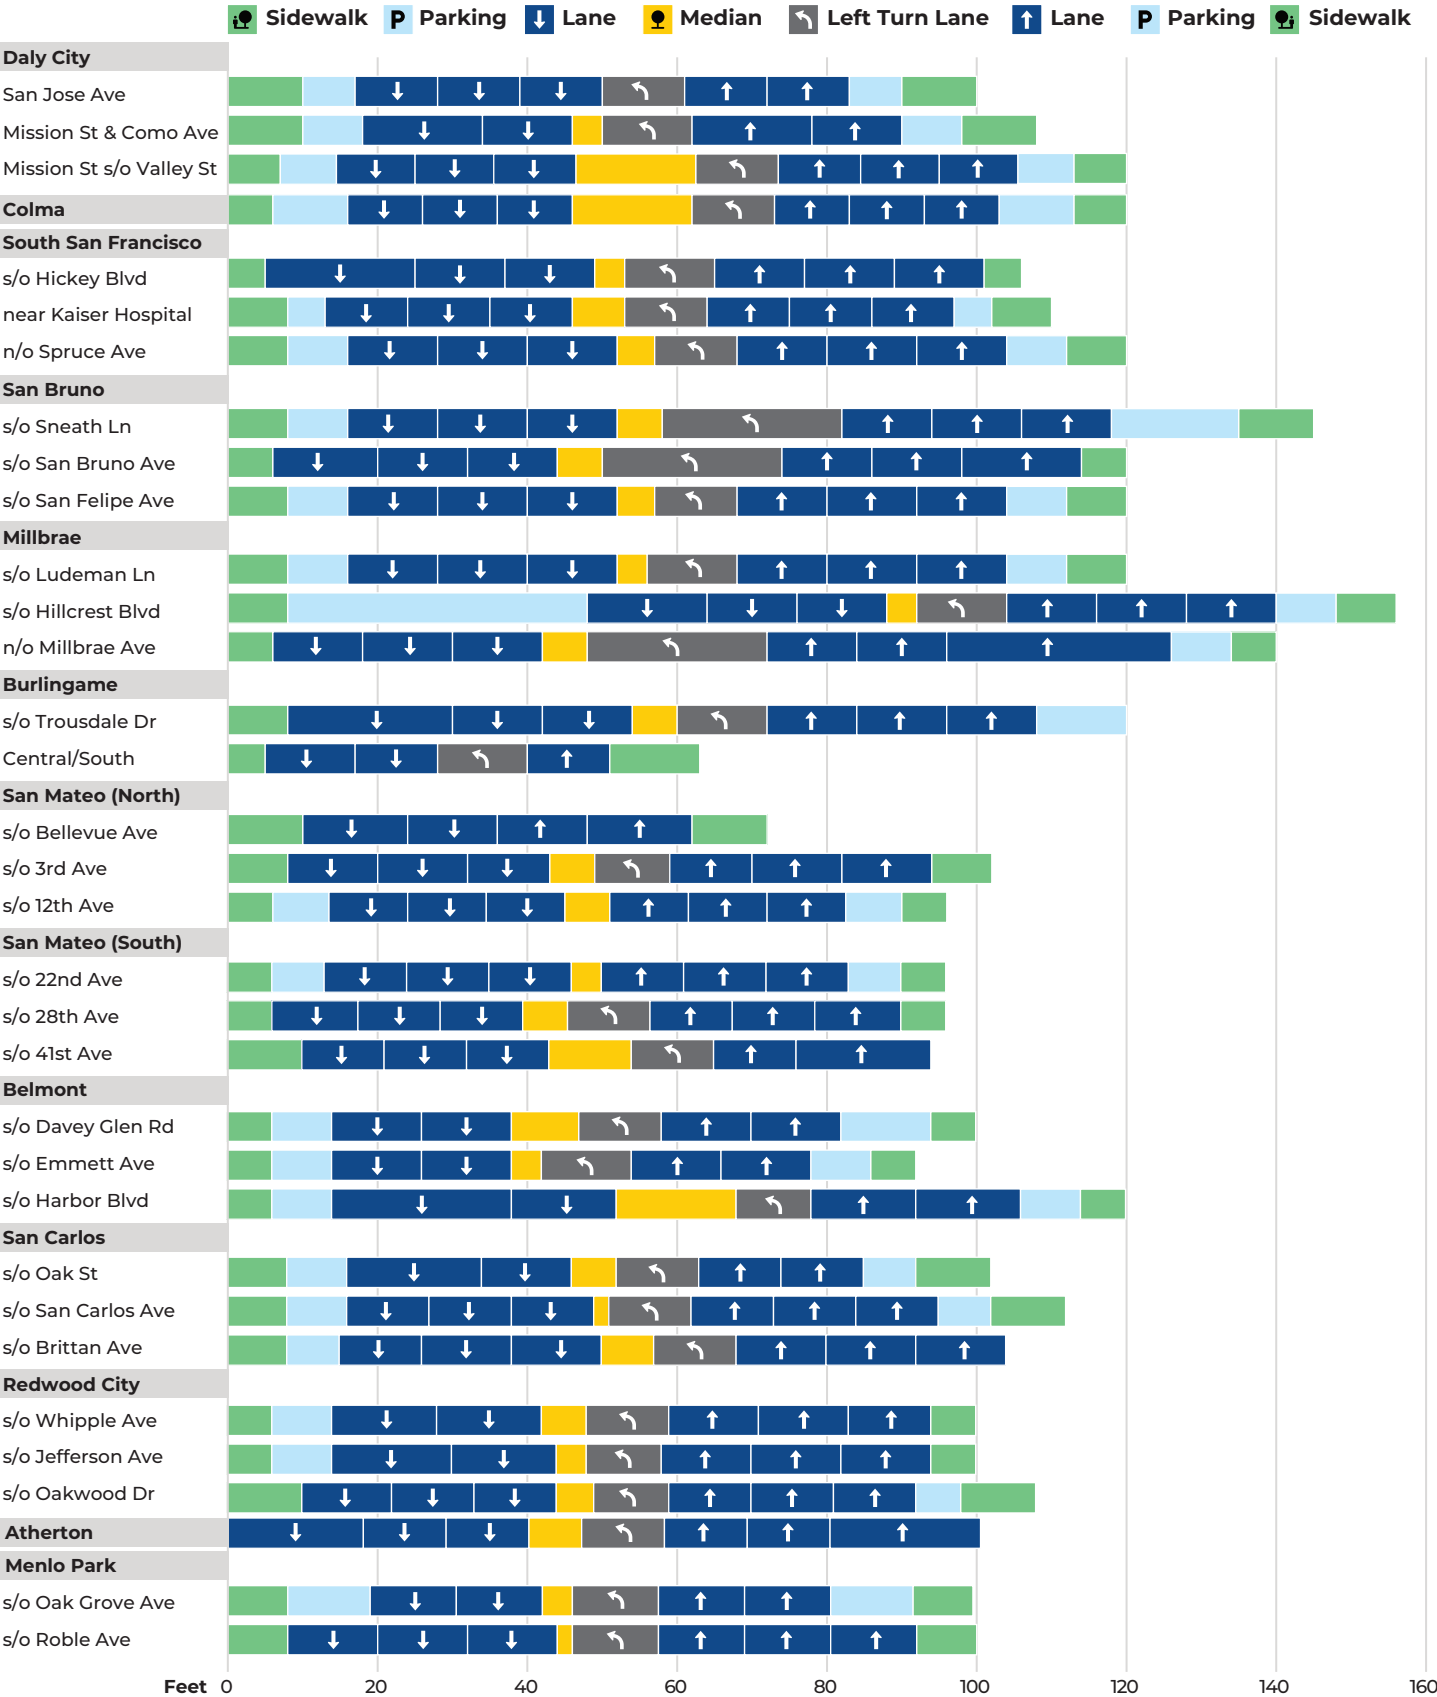 Sidewalk P Parking Lane Median Left Turn Lane Lane P Parking Sidewalk
Daly City
San Jose Ave
Mission St & Como Ave
Mission St s/o Valley St
Colma
South San Francisco
s/o Hickey Blvd
near Kaiser Hospital
n/o Spruce Ave
San Bruno
s/o Sneath Ln
s/o San Bruno Ave
s/o San Felipe Ave
Millbrae
s/o Ludeman Ln
s/o Hillcrest Blvd
n/o Millbrae Ave
Burlingame
s/o Trousdale Dr
Central/South
San Mateo (North)
s/o Bellevue Ave
s/o 3rd Ave
s/o 12th Ave
San Mateo (South)
s/o 22nd Ave
s/o 28th Ave
s/o 41st Ave
Belmont
s/o Davey Glen Rd
s/o Emmett Ave
s/o Harbor Blvd
San Carlos
s/o Oak St
s/o San Carlos Ave
s/o Brittan Ave
Redwood City
s/o Whipple Ave
s/o Jefferson Ave
s/o Oakwood Dr
Atherton
Menlo Park
s/o Oak Grove Ave
s/o Roble Ave
Feet 0 20 40 60 80 100 120 140 160